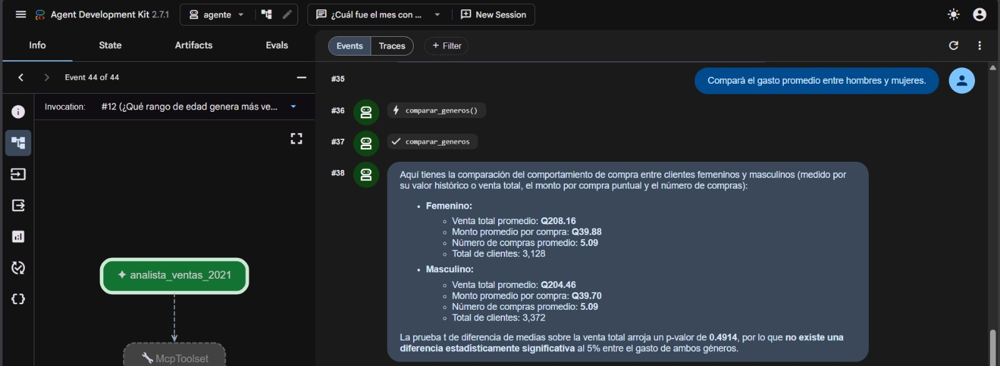 Agent Development Kit 2.7.1
agente
¿Cuál fue el mes con ...
New Session
Info
State
Artifacts
Evals
Events
Traces
+ Filter
Event 44 of 44
Invocation: #12 (¿Qué rango de edad genera más ve...
analista_ventas_2021
McpToolset
#35
Compará el gasto promedio entre hombres y mujeres.
#36
comparar_generos()
#37
comparar_generos
#38
Aquí tienes la comparación del comportamiento de compra entre clientes femeninos y masculinos (medido por
su valor histórico o venta total, el monto por compra puntual y el número de compras):
Femenino:
Venta total promedio: Q208.16
Monto promedio por compra: Q39.88
Número de compras promedio: 5.09
Total de clientes: 3,128
Masculino:
Venta total promedio: Q204.46
Monto promedio por compra: Q39.70
Número de compras promedio: 5.09
Total de clientes: 3,372
La prueba t de diferencia de medias sobre la venta total arroja un p-valor de 0.4914, por lo que no existe una
diferencia estadísticamente significativa al 5% entre el gasto de ambos géneros.